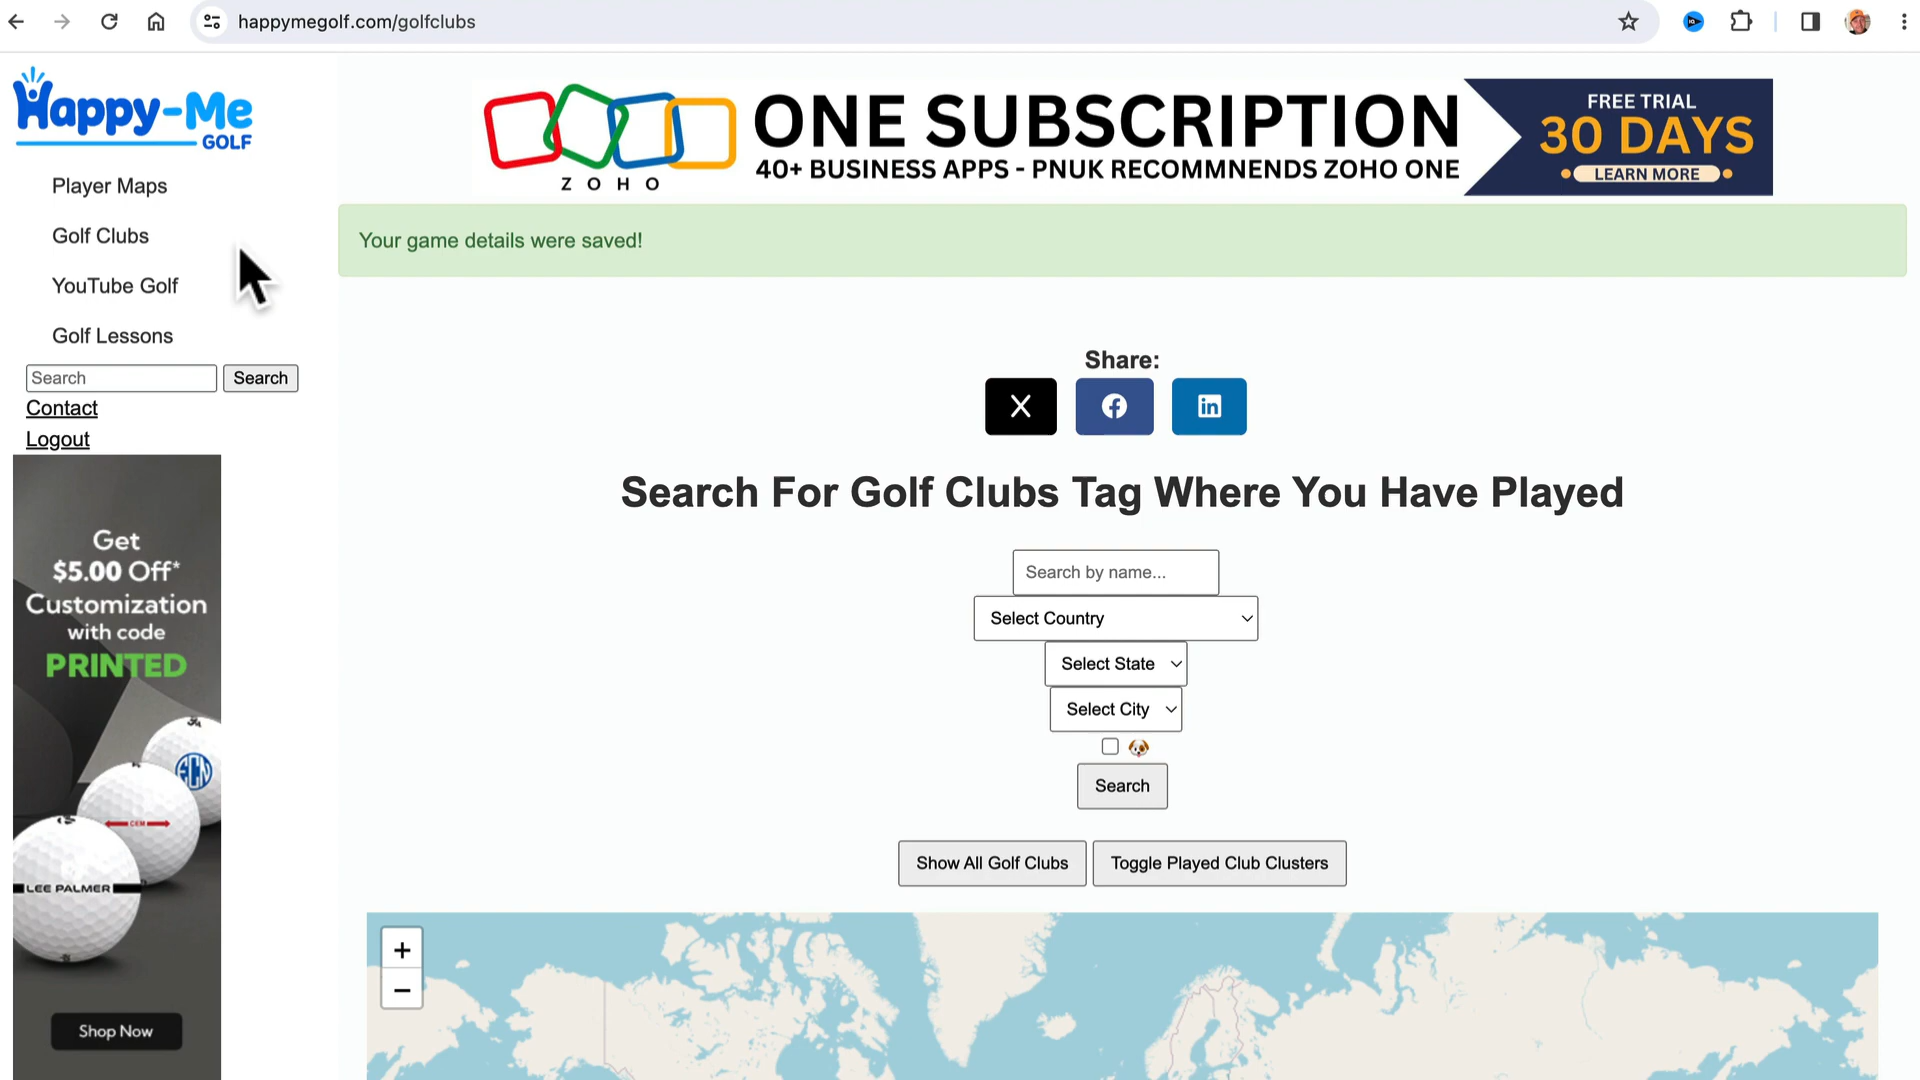 happymegolf.com/golfclubs
Happy-Me
GOLF
Player Maps
Golf Clubs
YouTube Golf
Golf Lessons
Search
Search
Contact
Logout
Get
$5.00 Off*
Customization
with code
PRINTED
ECN
CEM
LEE PALMER
Shop Now
ZOHO
ONE SUBSCRIPTION
40+ BUSINESS APPS - PNUK RECOMMNENDS ZOHO ONE
FREE TRIAL
30 DAYS
LEARN MORE
Your game details were saved!
Share:
X
in
Search For Golf Clubs Tag Where You Have Played
Search by name...
Select Country
Select State
Select City
Search
Show All Golf Clubs
Toggle Played Club Clusters
+
−